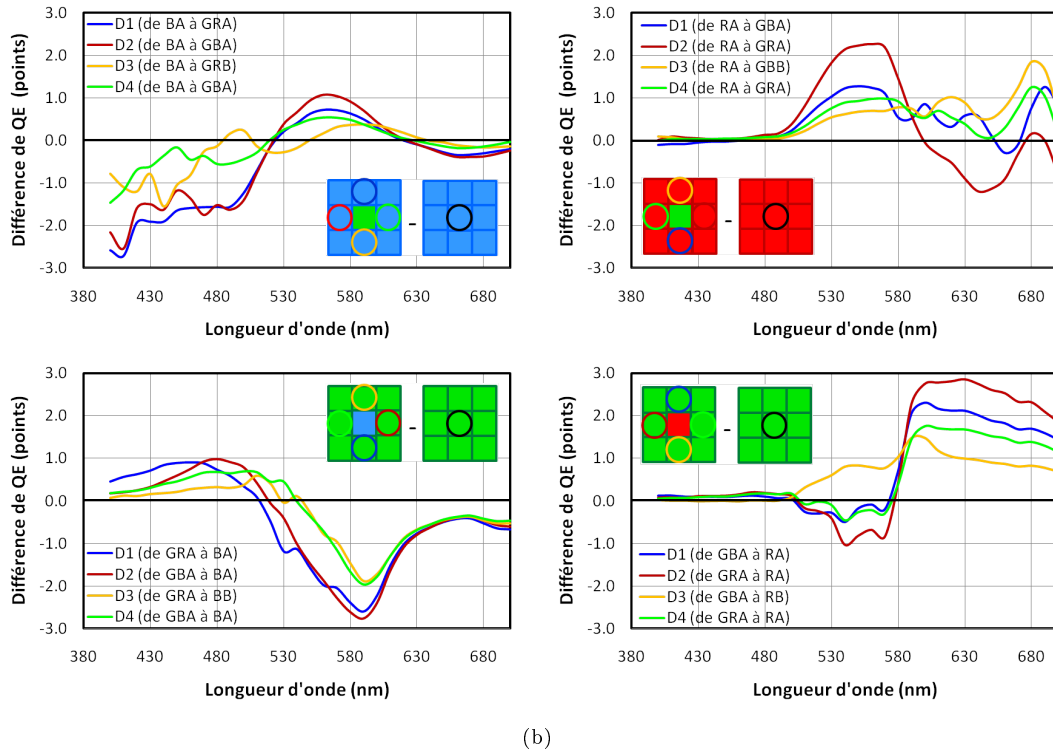 3.0
2.0
1.0
0.0
-1.0
-2.0
-3.0
Différence de QE (points)
D1 (de BA à GRA)
D2 (de BA à GBA)
D3 (de BA à GRB)
D4 (de BA à GBA)
-
380 430 480 530 580 630 680
Longueur d'onde (nm)
3.0
2.0
1.0
0.0
-1.0
-2.0
-3.0
Différence de QE (points)
D1 (de RA à GBA)
D2 (de RA à GRA)
D3 (de RA à GBB)
D4 (de RA à GRA)
-
380 430 480 530 580 630 680
Longueur d'onde (nm)
3.0
2.0
1.0
0.0
-1.0
-2.0
-3.0
Différence de QE (points)
-
D1 (de GRA à BA)
D2 (de GBA à BA)
D3 (de GRA à BB)
D4 (de GBA à BA)
380 430 480 530 580 630 680
Longueur d'onde (nm)
3.0
2.0
1.0
0.0
-1.0
-2.0
-3.0
Différence de QE (points)
-
D1 (de GBA à RA)
D2 (de GRA à RA)
D3 (de GBA à RB)
D4 (de GRA à RA)
380 430 480 530 580 630 680
Longueur d'onde (nm)
(b)